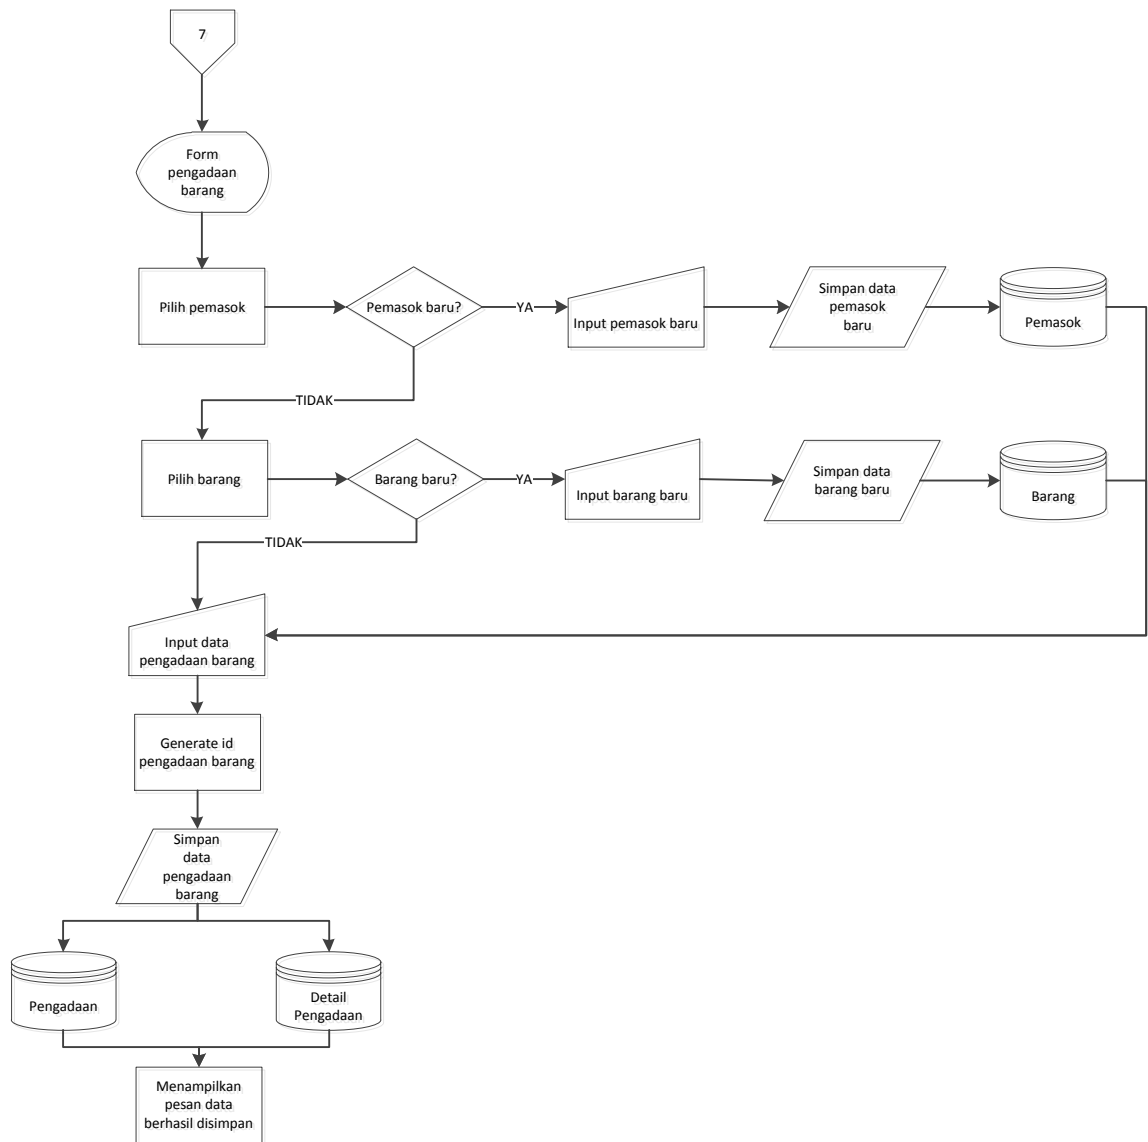 7
Form
pengadaan
barang
Pilih pemasok
Pemasok baru?
YA
Input pemasok baru
Simpan data
pemasok
baru
Pemasok
TIDAK
Pilih barang
Barang baru?
YA
Input barang baru
Simpan data
barang baru
Barang
TIDAK
Input data
pengadaan barang
Generate id
pengadaan barang
Simpan
data
pengadaan
barang
Pengadaan
Detail
Pengadaan
Menampilkan
pesan data
berhasil disimpan